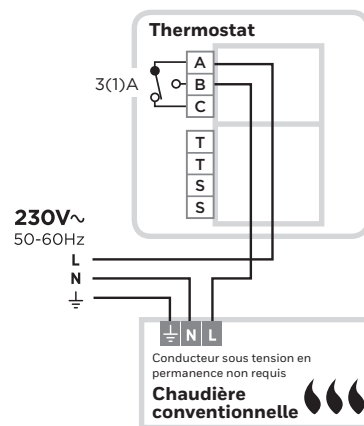 Thermostat
A
3(1)A
B
C
T
T
S
S
230V~
50-60Hz
L
N
N L
Conducteur sous tension en
permanence non requis
Chaudière
conventionnelle